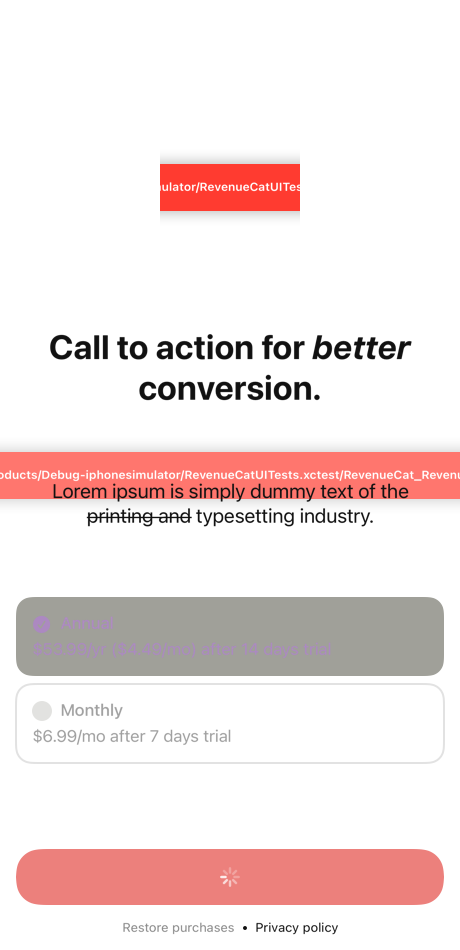 ulator/RevenueCatUITes
Call to action for better
conversion.
oducts/Debug-iphonesimulator/RevenueCatUITests.xctest/RevenueCat_Revenu
Lorem ipsum is simply dummy text of the
printing and typesetting industry.
Annual
$53.99/yr ($4.49/mo) after 14 days trial
Monthly
$6.99/mo after 7 days trial
Restore purchases • Privacy policy